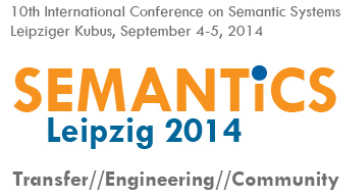 10th International Conference on Semantic Systems
Leipziger Kubus, September 4-5, 2014
SEMANTiCS
Leipzig 2014
Transfer//Engineering//Community